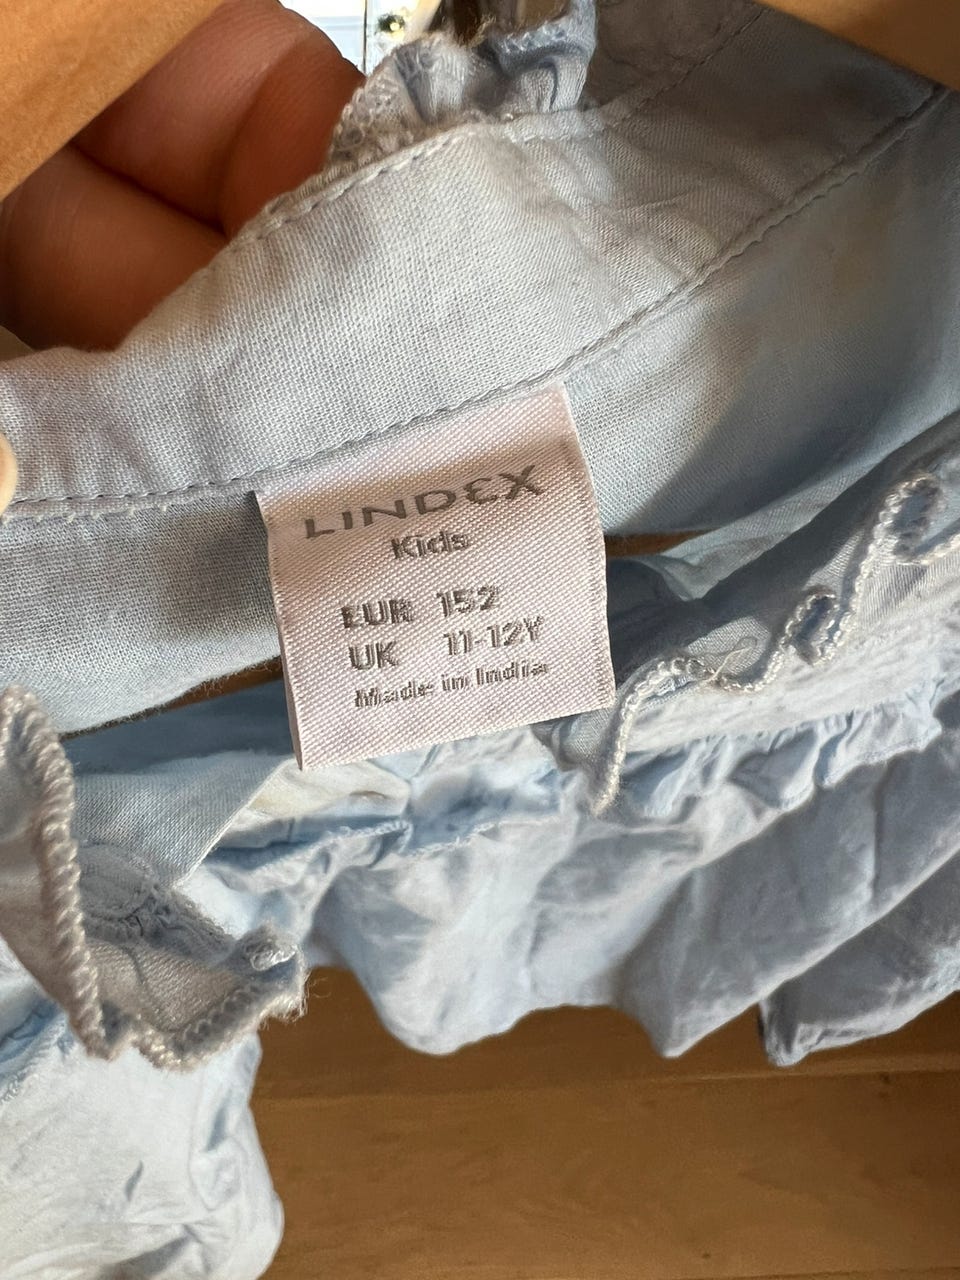 LINDEX
Kids
EUR 152
UK 11-12Y
Made in India